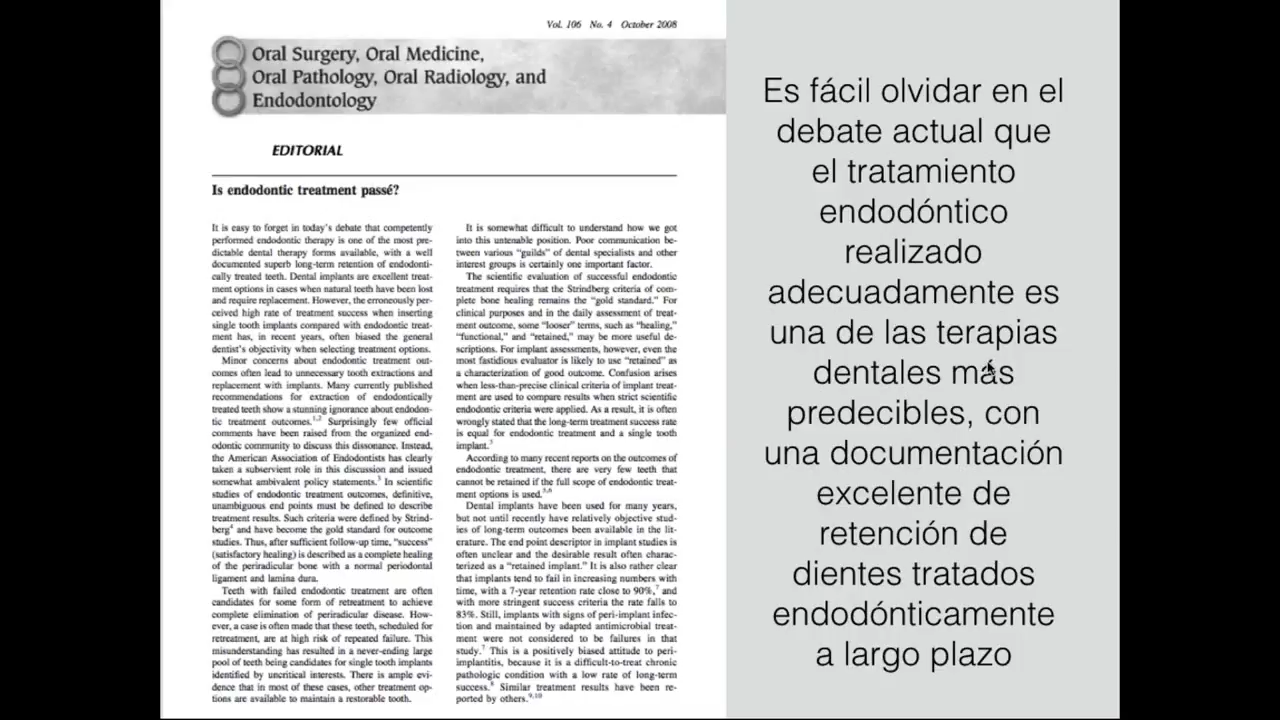 Vol. 106 No. 4 October 2008
Oral Surgery, Oral Medicine,
Oral Pathology, Oral Radiology, and
Endodontology
EDITORIAL
Is endodontic treatment passé?
It is easy to forget in today's debate that competently
performed endodontic therapy is one of the most pre-
dictable dental therapy forms available, with a well
documented superb long-term retention of endodonti-
cally treated teeth. Dental implants are excellent treat-
ment options in cases when natural teeth have been lost
and require replacement. However, the erroneously per-
ceived high rate of treatment success when inserting
single tooth implants compared with endodontic treat-
ment has, in recent years, often biased the general
dentist's objectivity when selecting treatment options.
Minor concerns about endodontic treatment out-
comes often lead to unnecessary tooth extractions and
replacement with implants. Many currently published
recommendations for extraction of endodontically
treated teeth show a stunning ignorance about endodon-
tic treatment outcomes.1,2 Surprisingly few official
comments have been raised from the organized end-
odontic community to discuss this dissonance. Instead,
the American Association of Endodontists has clearly
taken a subservient role in this discussion and issued
somewhat ambivalent policy statements.3 In scientific
studies of endodontic treatment outcomes, definitive,
unambiguous end points must be defined to describe
treatment results. Such criteria were defined by Strind-
berg4 and have become the gold standard for outcome
studies. Thus, after sufficient follow-up time, "success"
(satisfactory healing) is described as a complete healing
of the periradicular bone with a normal periodontal
ligament and lamina dura.
Teeth with failed endodontic treatment are often
candidates for some form of retreatment to achieve
complete elimination of periradicular disease. How-
ever, a case is often made that these teeth, scheduled for
retreatment, are at high risk of repeated failure. This
misunderstanding has resulted in a never-ending large
pool of teeth being candidates for single tooth implants
identified by uncritical interests. There is ample evi-
dence that in most of these cases, other treatment op-
tions are available to maintain a restorable tooth.
It is somewhat difficult to understand how we got
into this untenable position. Poor communication be-
tween various "guilds" of dental specialists and other
interest groups is certainly one important factor.
The scientific evaluation of successful endodontic
treatment requires that the Strindberg criteria of com-
plete bone healing remains the "gold standard." For
clinical purposes and in the daily assessment of treat-
ment outcome, some "looser" terms, such as "healing,"
"functional," and "retained," may be more useful de-
scriptions. For implant assessments, however, even the
most fastidious evaluator is likely to use "retained" as
a characterization of good outcome. Confusion arises
when less-than-precise clinical criteria of implant treat-
ment are used to compare results when strict scientific
endodontic criteria were applied. As a result, it is often
wrongly stated that the long-term treatment success rate
is equal for endodontic treatment and a single tooth
implant.5
According to many recent reports on the outcomes of
endodontic treatment, there are very few teeth that
cannot be retained if the full scope of endodontic treat-
ment options is used.5,6
Dental implants have been used for many years,
but not until recently have relatively objective stud-
ies of long-term outcomes been available in the lit-
erature. The end point descriptor in implant studies is
often unclear and the desirable result often charac-
terized as a "retained implant." It is also rather clear
that implants tend to fail in increasing numbers with
time, with a 7-year retention rate close to 90%,7 and
with more stringent success criteria the rate falls to
83%. Still, implants with signs of peri-implant infec-
tion and maintained by adapted antimicrobial treat-
ment were not considered to be failures in that
study.7 This is a positively biased attitude to peri-
implantitis, because it is a difficult-to-treat chronic
pathologic condition with a low rate of long-term
success.8 Similar treatment results have been re-
ported by others.9,10
Es fácil olvidar en el
debate actual que
el tratamiento
endodóntico
realizado
adecuadamente es
una de las terapias
dentales más
predecibles, con
una documentación
excelente de
retención de
dientes tratados
endodónticamente
a largo plazo